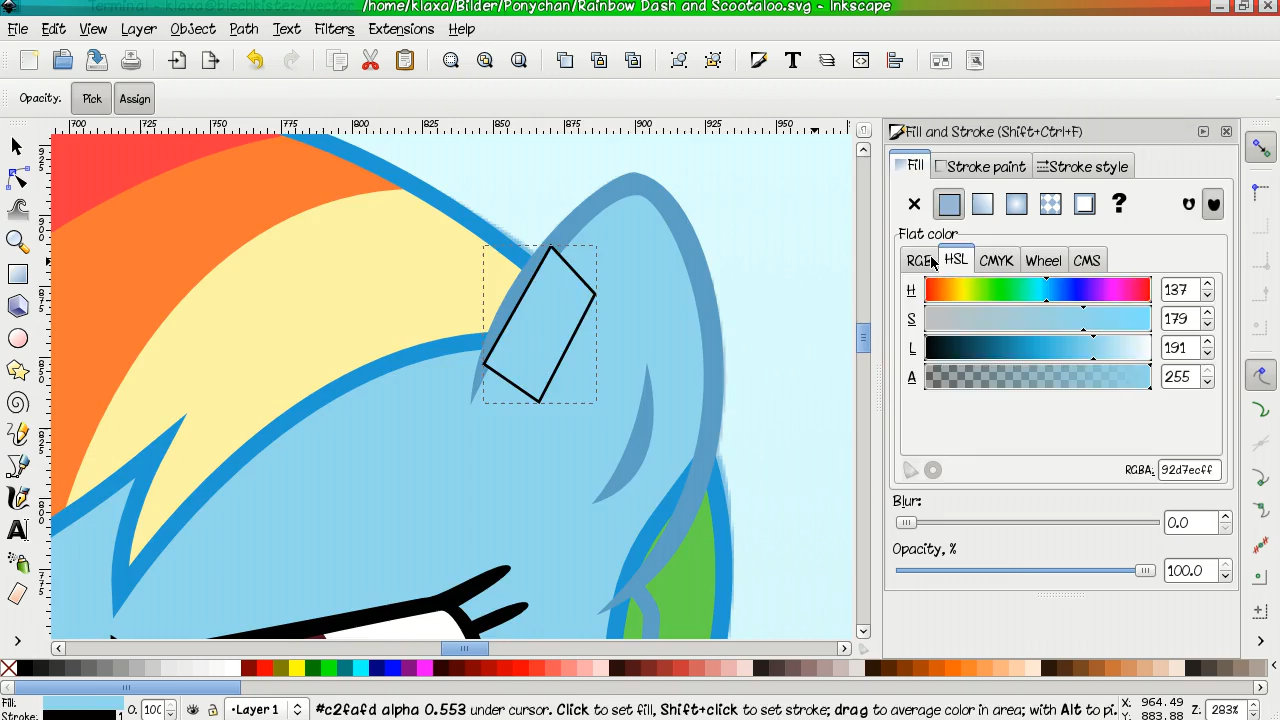 /home/klaxa/Bilder/Ponychan/Rainbow Dash and Scootaloo.svg - Inkscape
File Edit View Layer Object Path Text Filters Extensions Help
Opacity: Pick Assign
700 725 750 775 800 825 850 875 900 925 950
Fill and Stroke (Shift+Ctrl+F)
Fill Stroke paint Stroke style
?
Flat color
RGB HSL CMYK Wheel CMS
H 137
S 179
L 191
A 255
RGBA: 92d7ecff
Blur:
0.0
Opacity, %
100.0
Fill:
Stroke:
O: 100
•Layer 1
#c2fafd alpha 0.553 under cursor. Click to set fill, Shift+click to set stroke; drag to average color in area; with Alt to pi.
X: 964.49
Z: 283%